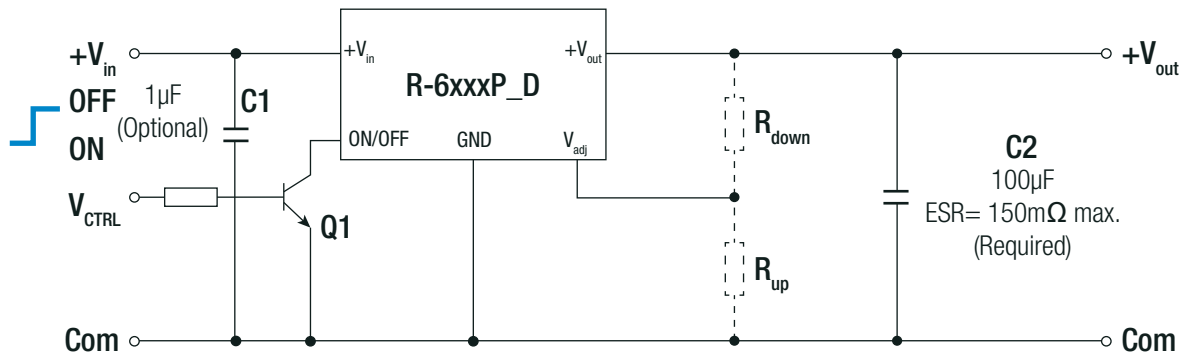 +Vin
OFF
ON
1µF
(Optional)
C1
VCTRL
Q1
Com
+Vin
+Vout
R-6xxxP_D
ON/OFF
GND
Vadj
Rdown
Rup
C2
100µF
ESR= 150mΩ max.
(Required)
+Vout
Com